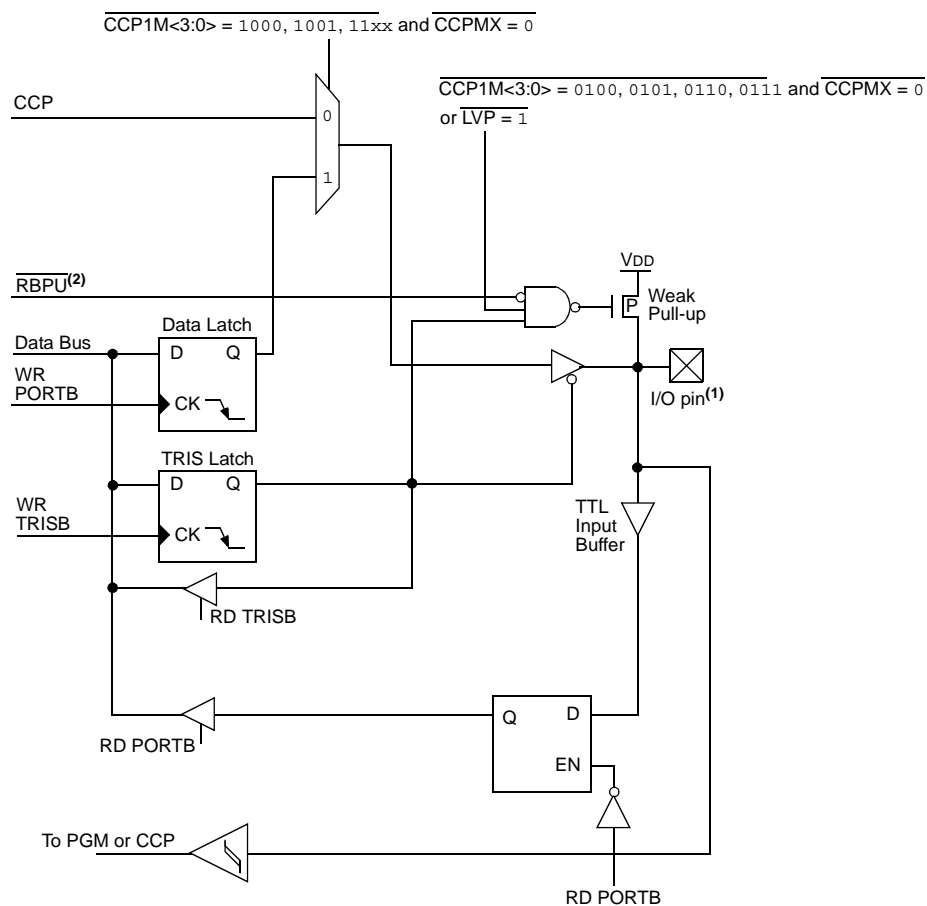 CCP1M<3:0> = 1000, 1001, 11xx and CCPMX = 0
CCP1M<3:0> = 0100, 0101, 0110, 0111 and CCPMX = 0
or LVP = 1
CCP
0
1
RBPU(2)
VDD
P
Weak
Pull-up
Data Latch
Data Bus
D
Q
WR
PORTB
CK
I/O pin(1)
TRIS Latch
D
Q
WR
TRISB
CK
TTL
Input
Buffer
RD TRISB
Q
D
EN
RD PORTB
To PGM or CCP
RD PORTB